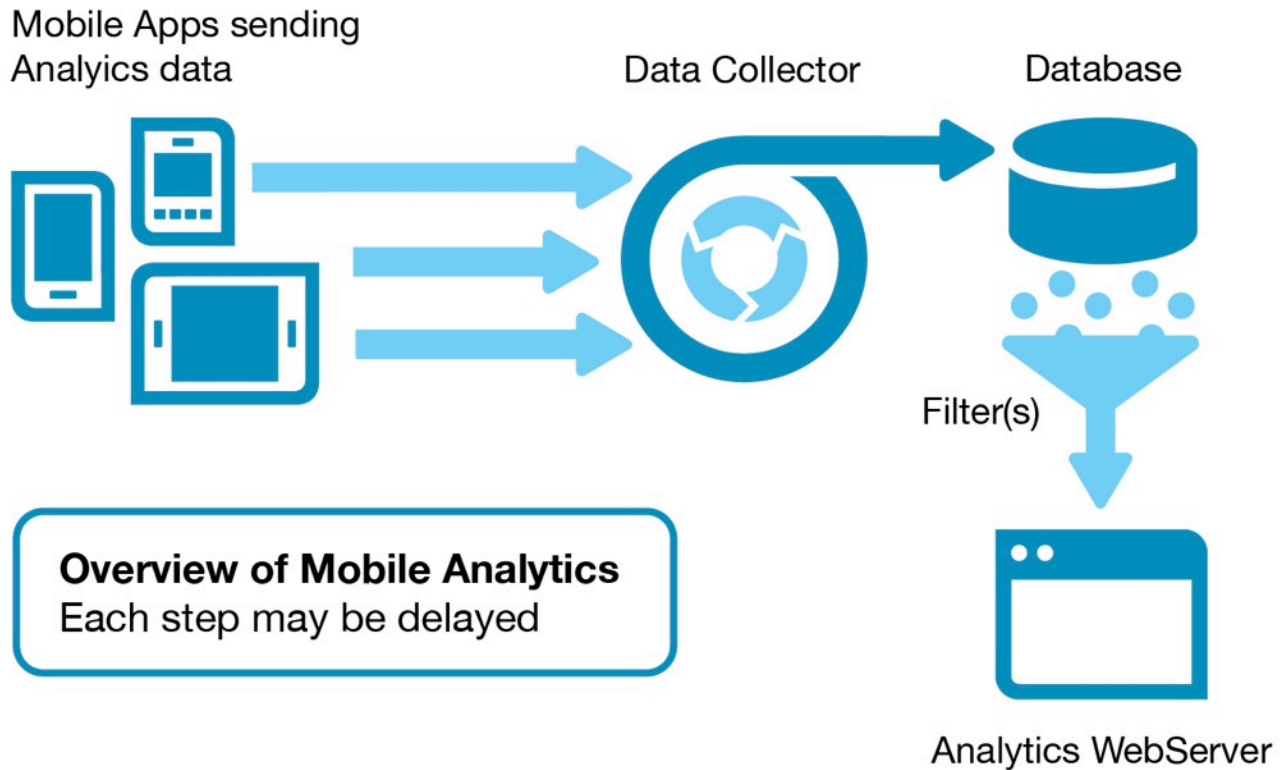 Mobile Apps sending
Analyics data
Data Collector
Database
Filter(s)
Overview of Mobile Analytics
Each step may be delayed
Analytics WebServer